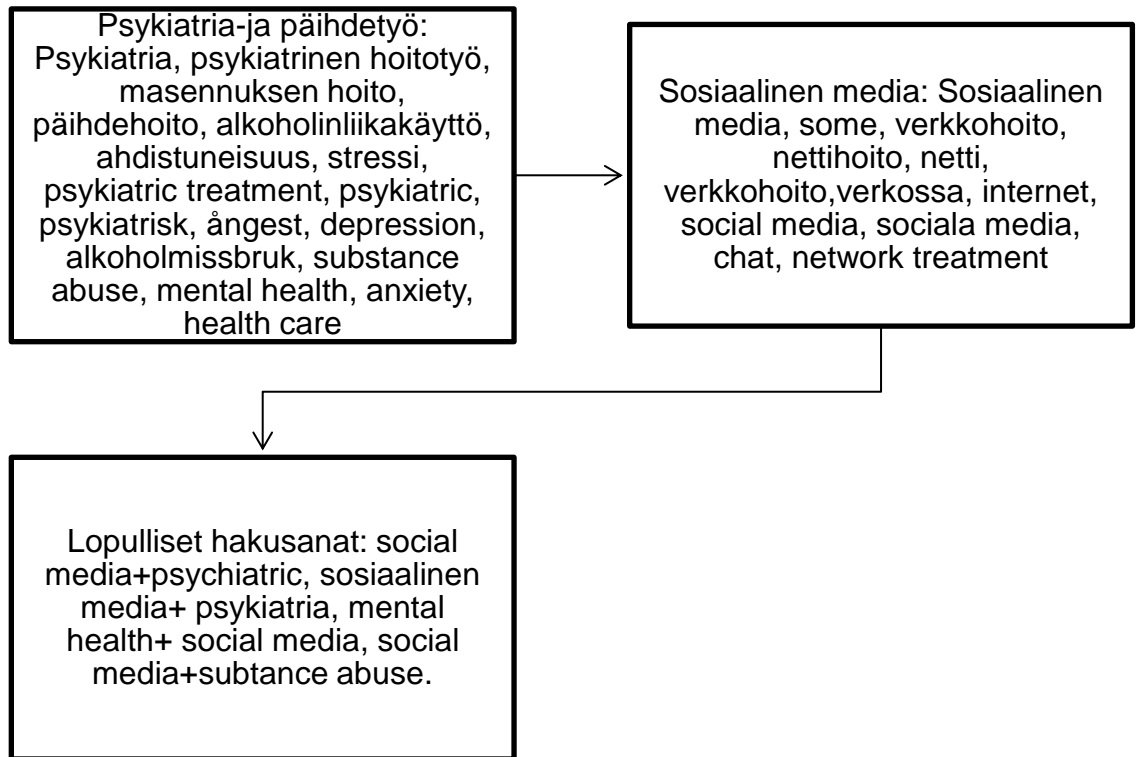 Psykiatria-ja päihdetyö:
Psykiatria, psykiatrinen hoitotyö,
masennuksen hoito,
päihdehoito, alkoholinliikakäyttö,
ahdistuneisuus, stressi,
psykiatric treatment, psykiatric,
psykiatrisk, ångest, depression,
alkoholmissbruk, substance
abuse, mental health, anxiety,
health care
Sosiaalinen media: Sosiaalinen
media, some, verkkohoito,
nettihoito, netti,
verkkohoito,verkossa, internet,
social media, sociala media,
chat, network treatment
Lopulliset hakusanat: social
media+psychiatric, sosiaalinen
media+ psykiatria, mental
health+ social media, social
media+subtance abuse.